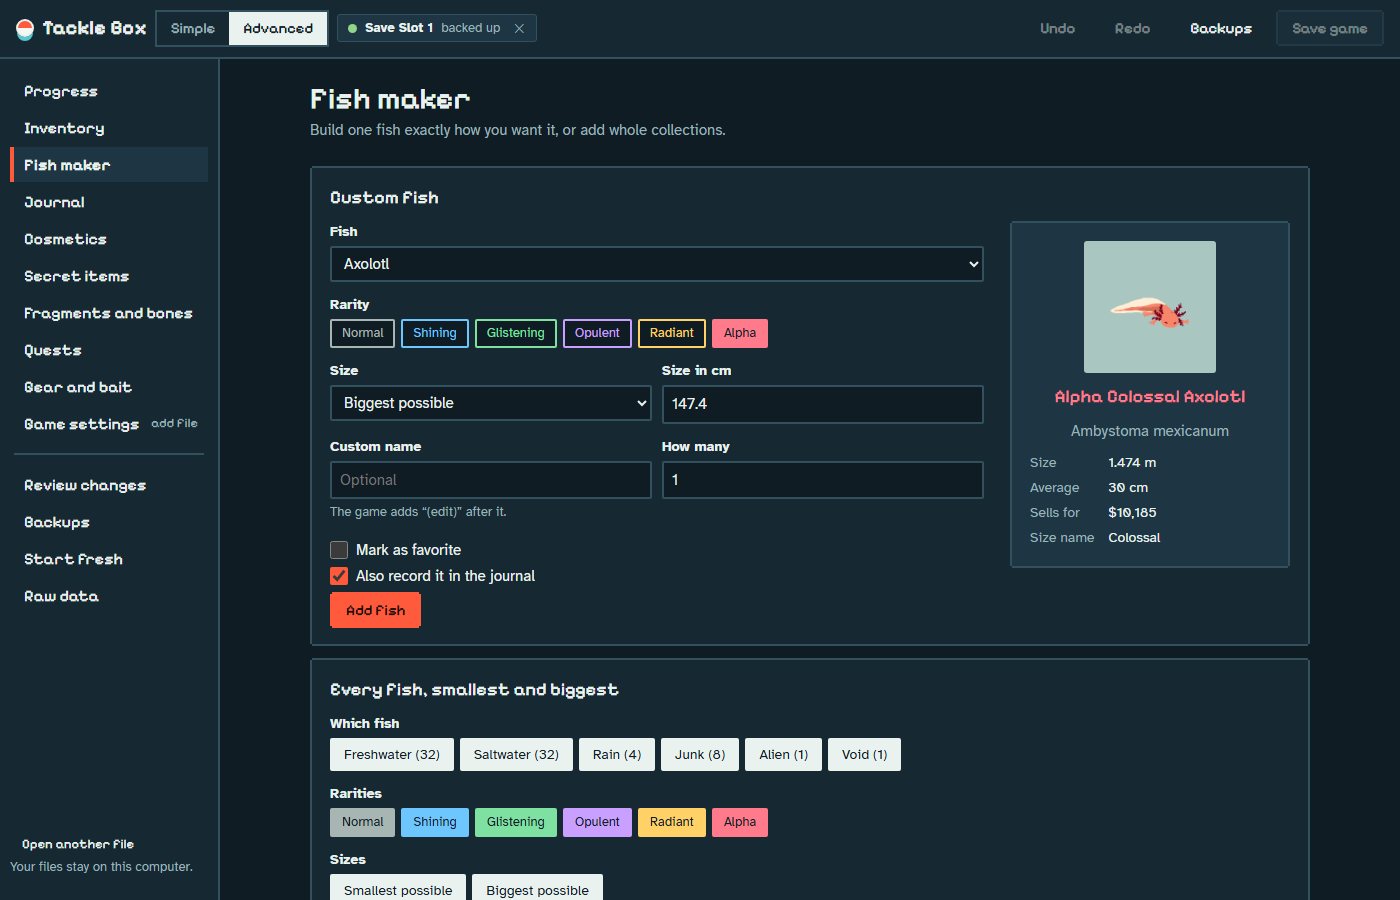 Tackle Box
Simple
Advanced
Save Slot 1 backed up
Undo
Redo
Backups
Save game
Progress
Inventory
Fish maker
Journal
Cosmetics
Secret items
Fragments and bones
Quests
Gear and bait
Game settings add file
Review changes
Backups
Start fresh
Raw data
Open another file
Your files stay on this computer.
Fish maker
Build one fish exactly how you want it, or add whole collections.
Custom fish
Fish
Axolotl
Rarity
Normal Shining Glistening Opulent Radiant Alpha
Size Size in cm
Biggest possible 147.4
Custom name How many
Optional 1
The game adds “(edit)” after it.
Mark as favorite
Also record it in the journal
Add fish
Alpha Colossal Axolotl
Ambystoma mexicanum
Size 1.474 m
Average 30 cm
Sells for $10,185
Size name Colossal
Every fish, smallest and biggest
Which fish
Freshwater (32) Saltwater (32) Rain (4) Junk (8) Alien (1) Void (1)
Rarities
Normal Shining Glistening Opulent Radiant Alpha
Sizes
Smallest possible Biggest possible